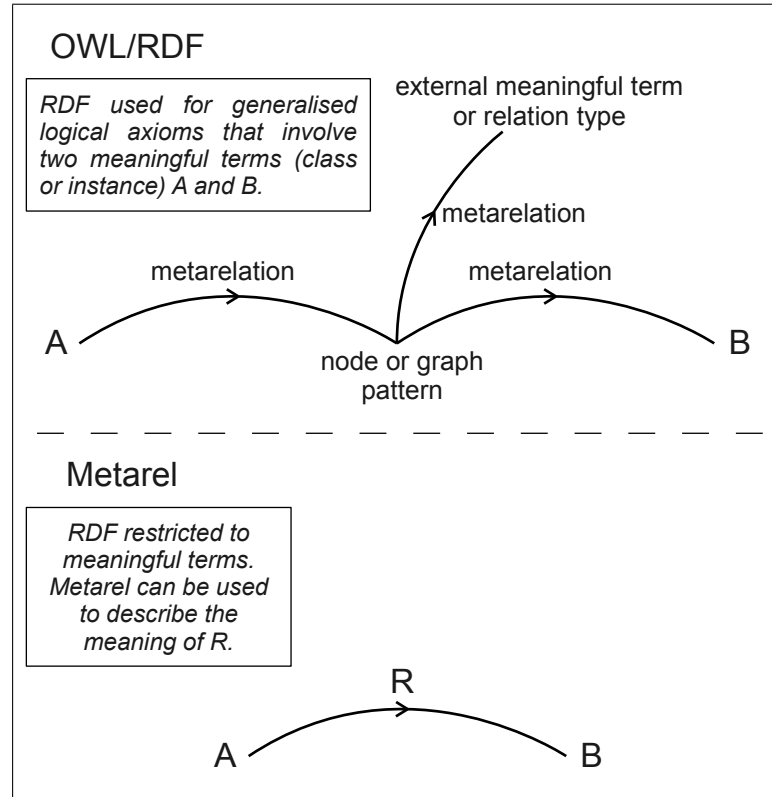 OWL/RDF
RDF used for generalised
logical axioms that involve
two meaningful terms (class
or instance) A and B.
external meaningful term
or relation type
metarelation
metarelation
metarelation
A
B
node or graph
pattern
Metarel
RDF restricted to
meaningful terms.
Metarel can be used
to describe the
meaning of R.
R
A
B